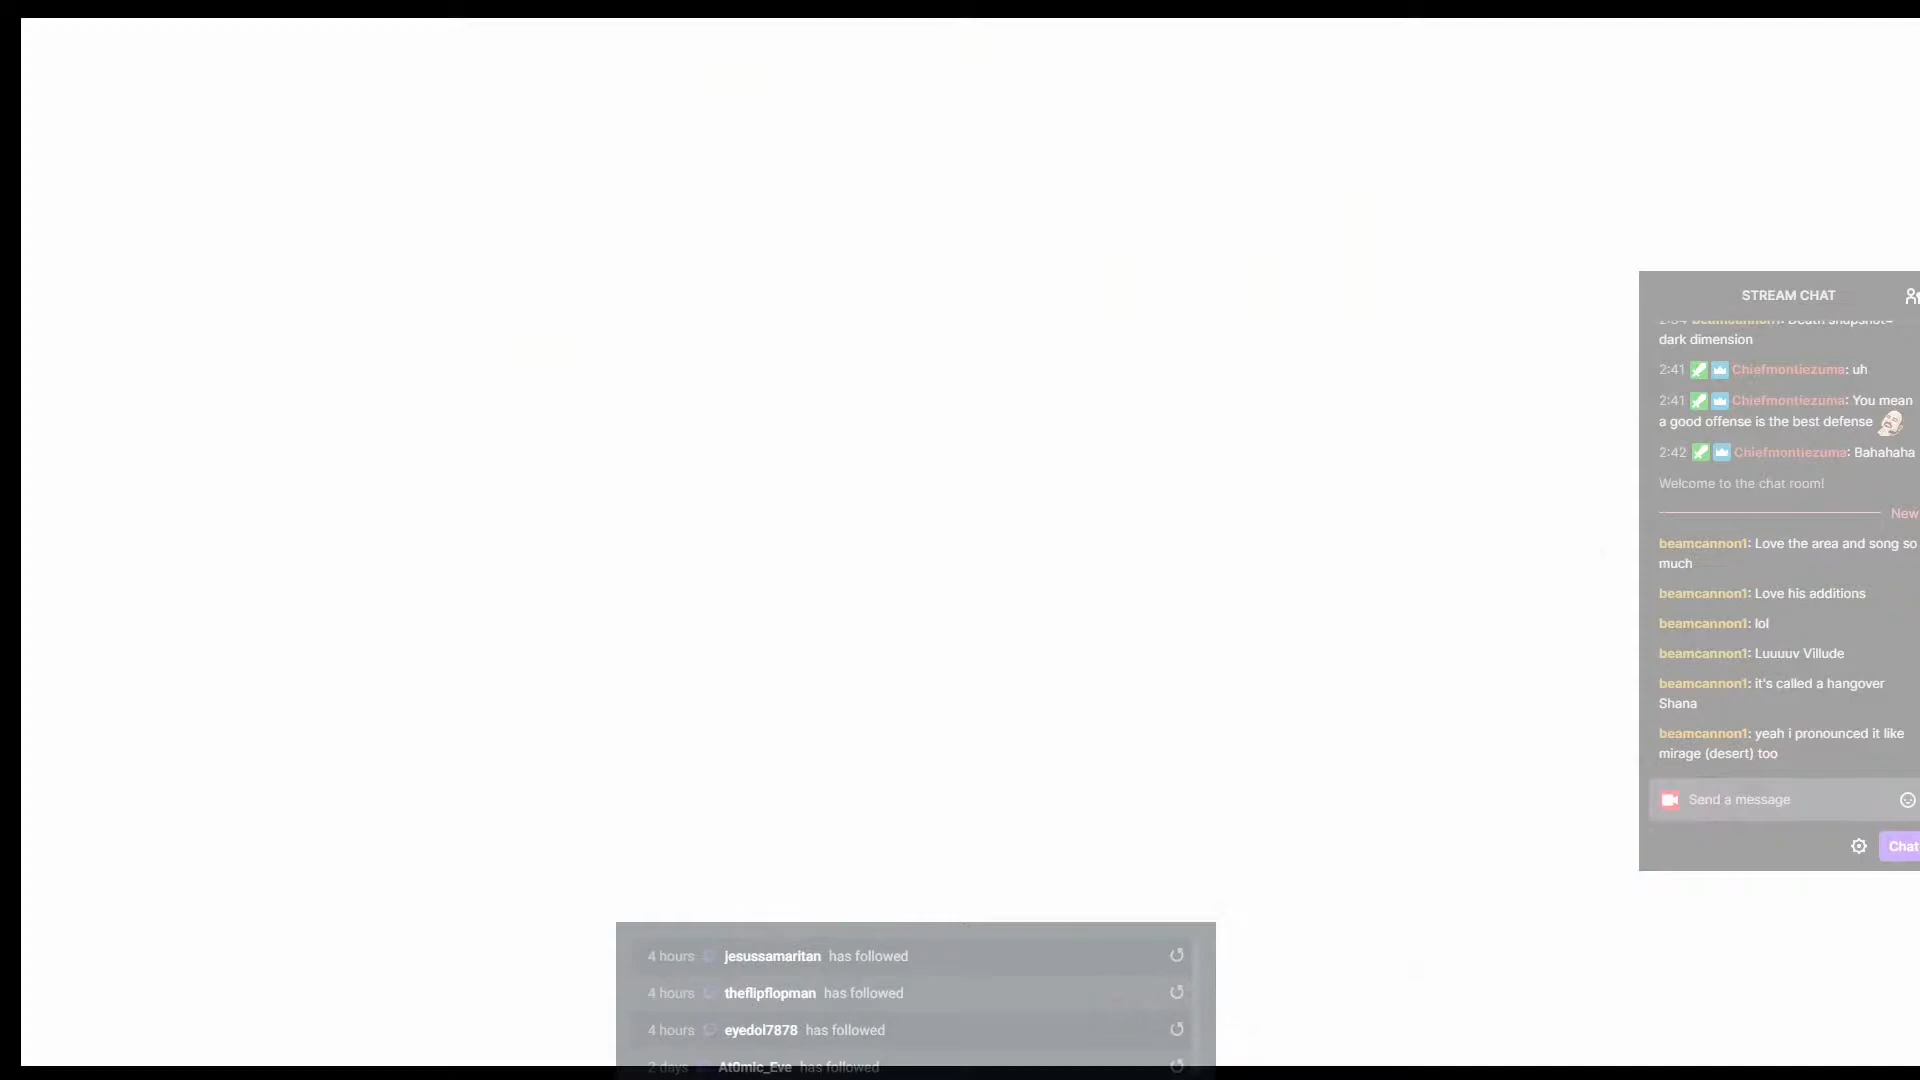 STREAM CHAT
dark dimension
2:41 Chiefmontiezuma: uh
2:41 Chiefmontiezuma: You mean
a good offense is the best defense
2:42 Chiefmontiezuma: Bahahaha
Welcome to the chat room!
New
beamcannon1: Love the area and song so
much
beamcannon1: Love his additions
beamcannon1: lol
beamcannon1: Luuuuv Villude
beamcannon1: it's called a hangover
Shana
beamcannon1: yeah i pronounced it like
mirage (desert) too
Send a message
Chat
4 hours jesussamaritan has followed
4 hours theflipflopman has followed
4 hours eyedol7878 has followed
2 days At0mic_Eve has followed